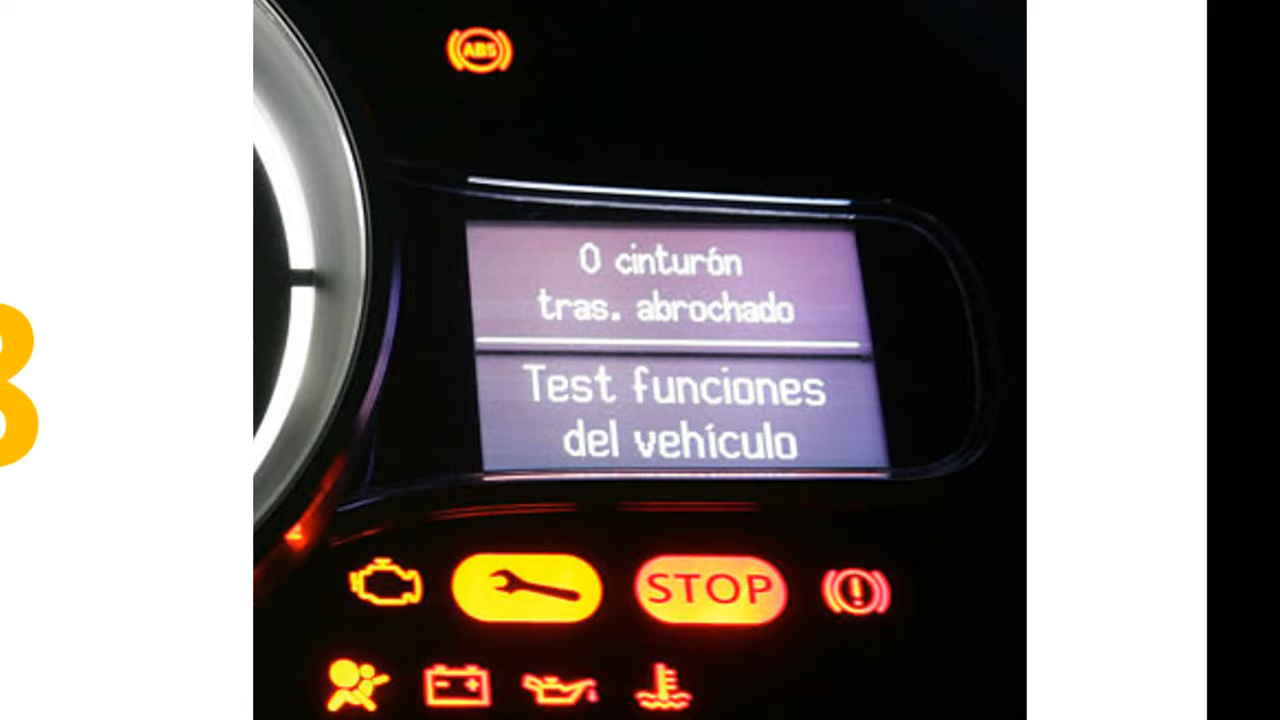 ABS
0 cinturón
tras. abrochado
Test funciones
del vehículo
STOP